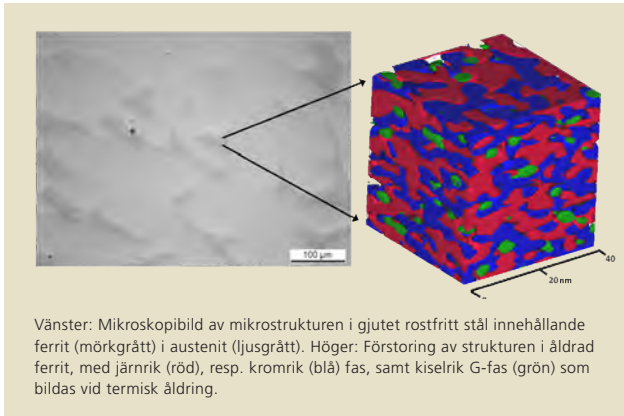 100 µm
40
20 nm
Vänster: Mikroskopibild av mikrostrukturen i gjutet rostfritt stål innehållande
ferrit (mörkgrått) i austenit (ljusgrått). Höger: Förstoring av strukturen i åldrad
ferrit, med järnrik (röd), resp. kromrik (blå) fas, samt kiselrik G-fas (grön) som
bildas vid termisk åldring.